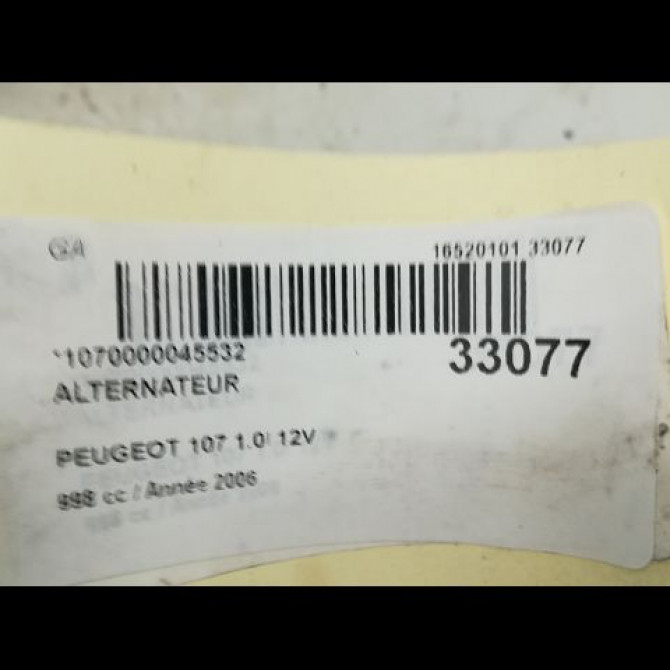 16520101 33077
*1070000045532
33077
ALTERNATEUR
PEUGEOT 107 1.0i 12V
998 cc / Année 2006